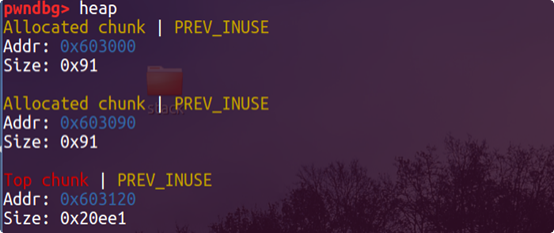 pwndbg> heap
Allocated chunk | PREV_INUSE
Addr: 0x603000
Size: 0x91
Allocated chunk | PREV_INUSE
Addr: 0x603090
Size: 0x91
Top chunk | PREV_INUSE
Addr: 0x603120
Size: 0x20ee1